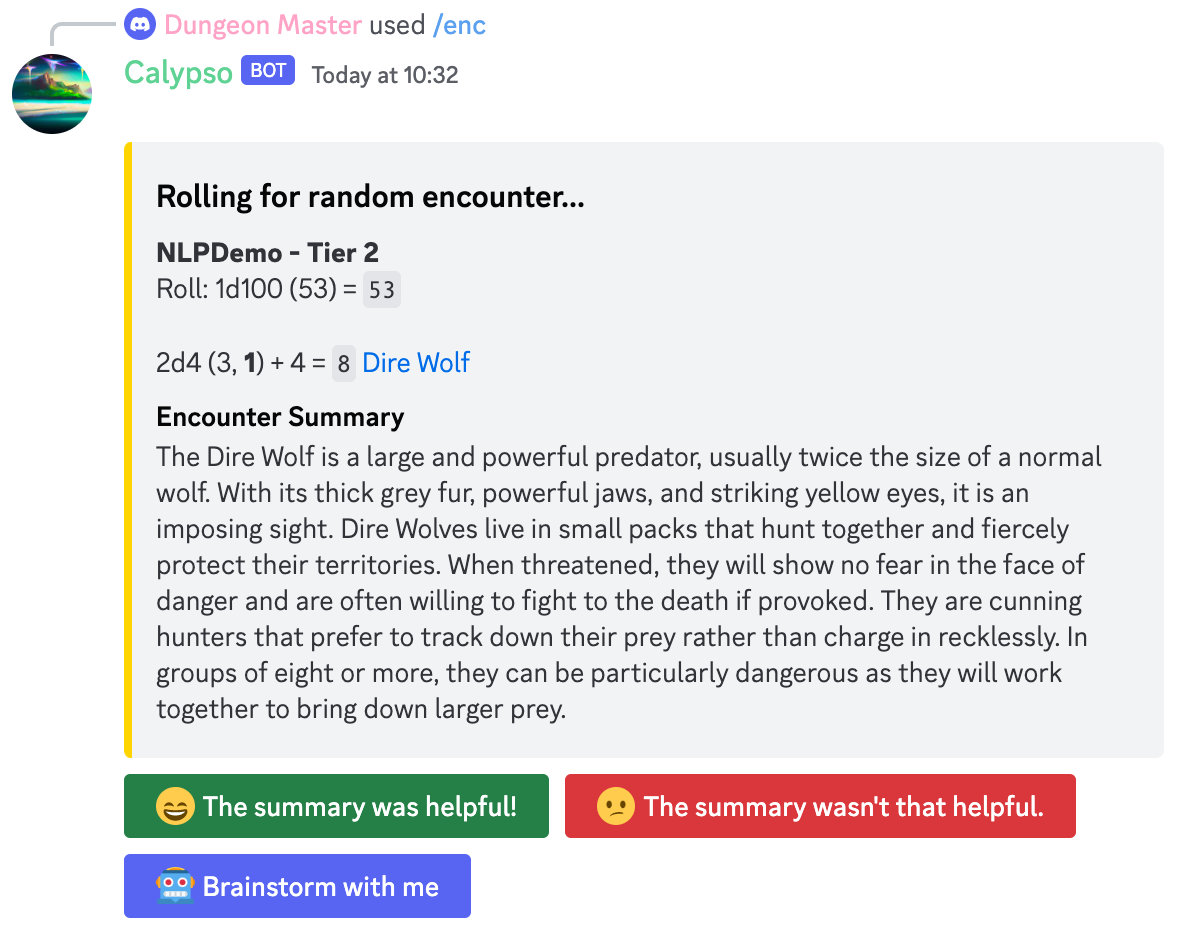 Dungeon Master used /enc
Calypso BOT Today at 10:32
Rolling for random encounter...
NLPDemo - Tier 2
Roll: 1d100 (53) = 53
2d4 (3, 1) + 4 = 8 Dire Wolf
Encounter Summary
The Dire Wolf is a large and powerful predator, usually twice the size of a normal
wolf. With its thick grey fur, powerful jaws, and striking yellow eyes, it is an
imposing sight. Dire Wolves live in small packs that hunt together and fiercely
protect their territories. When threatened, they will show no fear in the face of
danger and are often willing to fight to the death if provoked. They are cunning
hunters that prefer to track down their prey rather than charge in recklessly. In
groups of eight or more, they can be particularly dangerous as they will work
together to bring down larger prey.
The summary was helpful! The summary wasn't that helpful.
Brainstorm with me